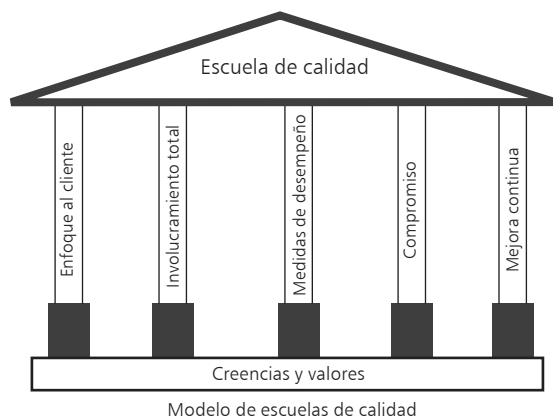 Escuela de calidad
Enfoque al cliente
Involucramiento total
Medidas de desempeño
Compromiso
Mejora continua
Creencias y valores
Modelo de escuelas de calidad